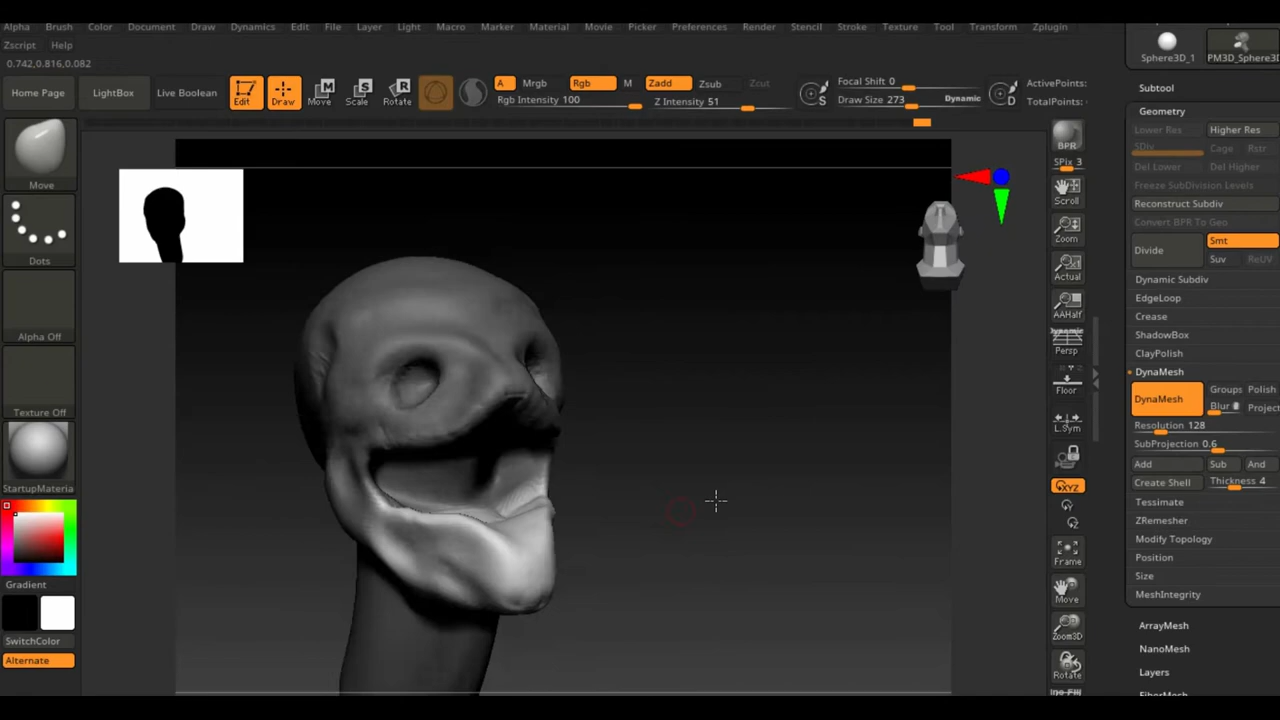 Alpha Brush Color Document Draw Dynamics Edit File Layer Light Macro Marker Material Movie Picker Preferences Render Stencil Stroke Texture Tool Transform Zplugin
Zscript Help
0.742,0.816,0.082
Home Page LightBox Live Boolean Edit Draw Move Scale Rotate
A Mrgb Rgb M Zadd Zsub Zcut
Rgb Intensity 100 Z Intensity 51
Focal Shift 0
Draw Size 273 Dynamic
S D
ActivePoints:
TotalPoints:
Sphere3D_1 PM3D_Sphere3D
Subtool
Geometry
Lower Res Higher Res
SDiv Cage Rstr
Del Lower Del Higher
Freeze SubDivision Levels
Reconstruct Subdiv
Convert BPR To Geo
Divide Smt
Suv ReUV
Dynamic Subdiv
EdgeLoop
Crease
ShadowBox
ClayPolish
DynaMesh
DynaMesh Groups Polish
Blur Project
Resolution 128
SubProjection 0.6
Add Sub And
Create Shell Thickness 4
Tessimate
ZRemesher
Modify Topology
Position
Size
MeshIntegrity
ArrayMesh
NanoMesh
Layers
FiberMesh
BPR
SPix 3
Scroll
Zoom
Actual
AAHalf
Dynamic
Persp
Floor
L.Sym
XYZ
Y
Z
Frame
Move
Zoom3D
Rotate
Line Fill
Move
Dots
Alpha Off
Texture Off
StartupMateria
Gradient
SwitchColor
Alternate